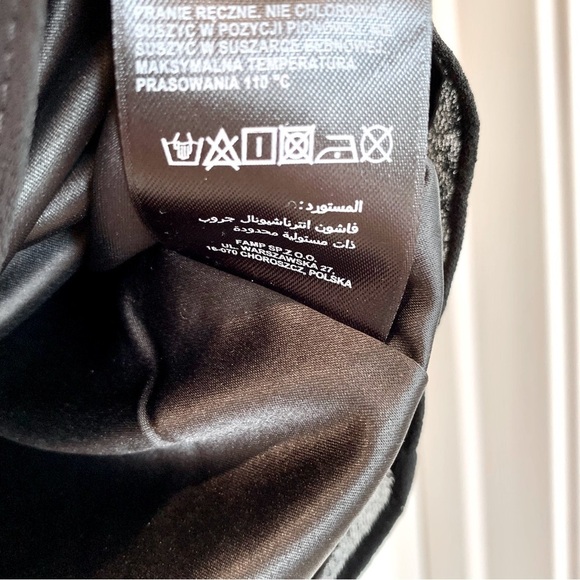 PRANIE RĘCZNE. NIE CHLOROWAĆ.
SUSZYĆ W POZYCJI PIONOWEJ. NIE
SUSZYĆ W SUSZARCE BĘBNOWEJ.
MAKSYMALNA TEMPERATURA
PRASOWANIA 110 °C
المستورد:
فاشون انترناشيونال جروب
ذات مسئولية محدودة
FAMP SP Z O.O.
UL. WARSZAWSKA 27,
16-070 CHOROSZCZ, POLSKA